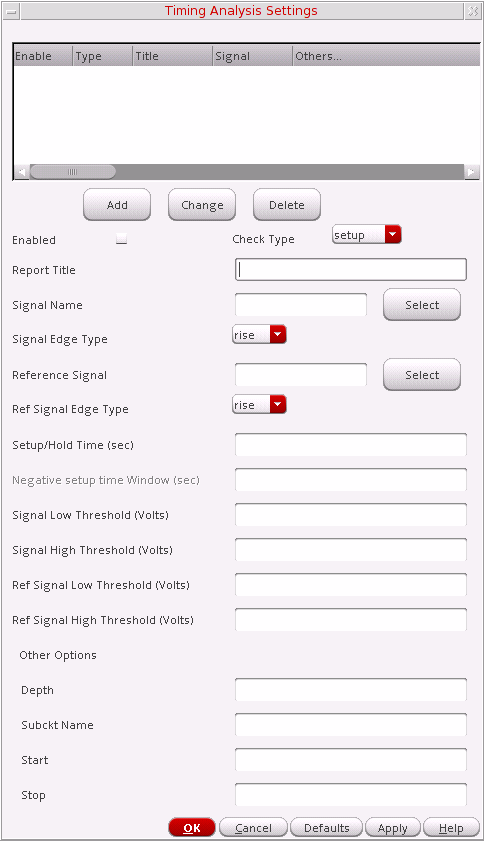 Timing Analysis Settings
Enable Type Title Signal Others...
Add Change Delete
Enabled Check Type setup
Report Title
Signal Name Select
Signal Edge Type rise
Reference Signal Select
Ref Signal Edge Type rise
Setup/Hold Time (sec)
Negative setup time Window (sec)
Signal Low Threshold (Volts)
Signal High Threshold (Volts)
Ref Signal Low Threshold (Volts)
Ref Signal High Threshold (Volts)
Other Options
Depth
Subckt Name
Start
Stop
OK Cancel Defaults Apply Help